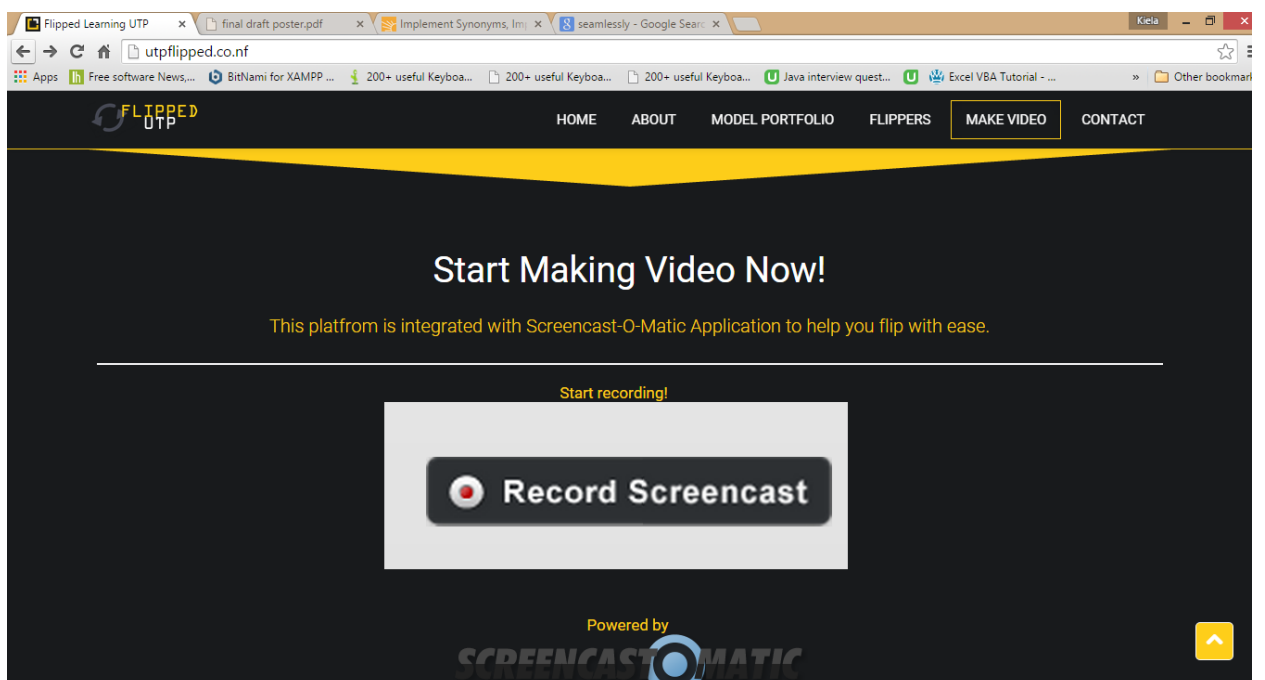 Flipped Learning UTP
final draft poster.pdf
Implement Synonyms, Im
seamlessly - Google Sear
Kiela
utpflipped.co.nf
Apps
Free software News,...
BitNami for XAMPP ...
200+ useful Keyboa...
200+ useful Keyboa...
200+ useful Keyboa...
Java interview quest...
Excel VBA Tutorial - ...
»
Other bookmar
FLIPPED
UTP
HOME ABOUT MODEL PORTFOLIO FLIPPERS MAKE VIDEO CONTACT
Start Making Video Now!
This platfrom is integrated with Screencast-O-Matic Application to help you flip with ease.
Start recording!
Record Screencast
Powered by
SCREENCAST O MATIC